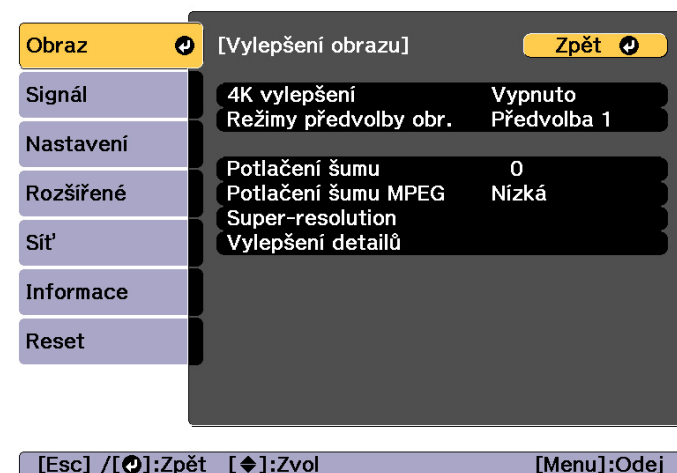 Obraz
Signál
Nastavení
Rozšířené
Síť
Informace
Reset
[Vylepšení obrazu] Zpět
4K vylepšení Vypnuto
Režimy předvolby obr. Předvolba 1
Potlačení šumu 0
Potlačení šumu MPEG Nízká
Super-resolution
Vylepšení detailů
[Esc] /[ ]:Zpět [ ]:Zvol [Menu]:Odej